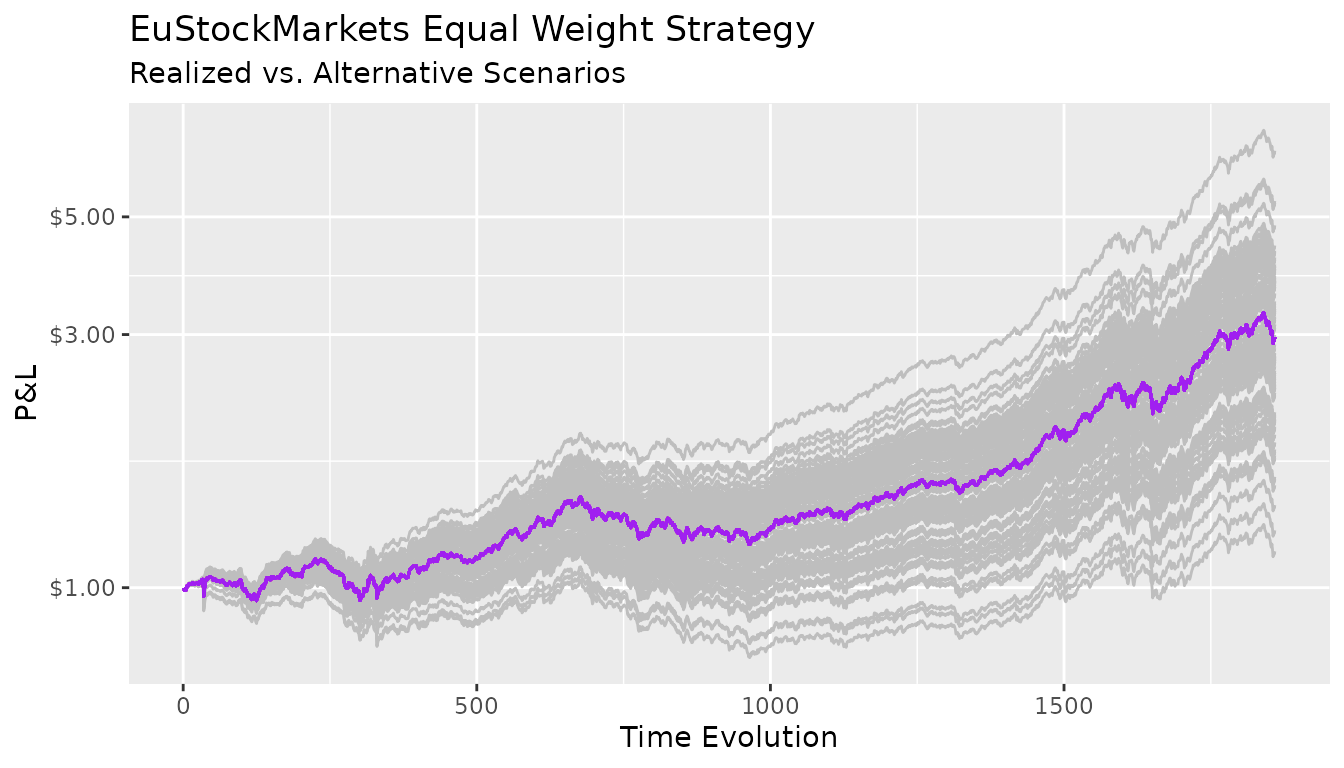 EuStockMarkets Equal Weight Strategy
Realized vs. Alternative Scenarios
P&L
$5.00
$3.00
$1.00
0 500 1000 1500
Time Evolution